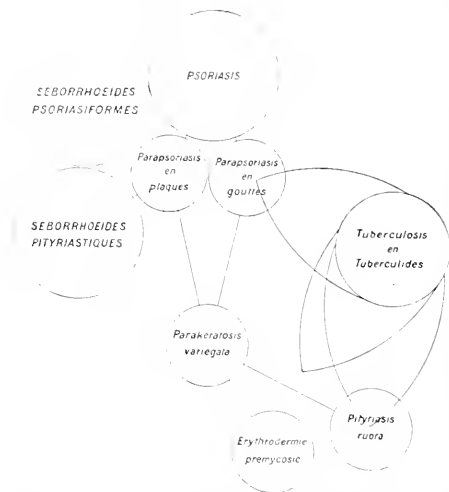 PSORIASIS
SEBORRHOEIDES
PSORIASIFORMES
Parapsoriasis
en
plaques
Parapsoriasis
en
gouttes
SEBORRHOEIDES
PITYRIASTIQUES
Tuberculosis
en
Tuberculides
Parakeratosis
variegata
Pityriasis
rubra
Erythrodermie
premycosic